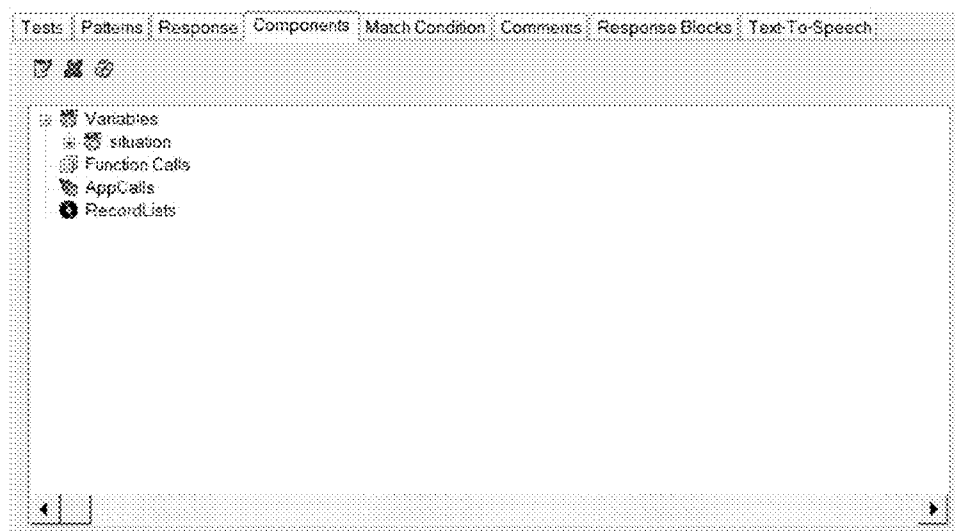 Tests Patterns Response Components Match Condition Comments Response Blocks Text-To-Speech
Variables
situation
Function Calls
AppCalls
RecordLists